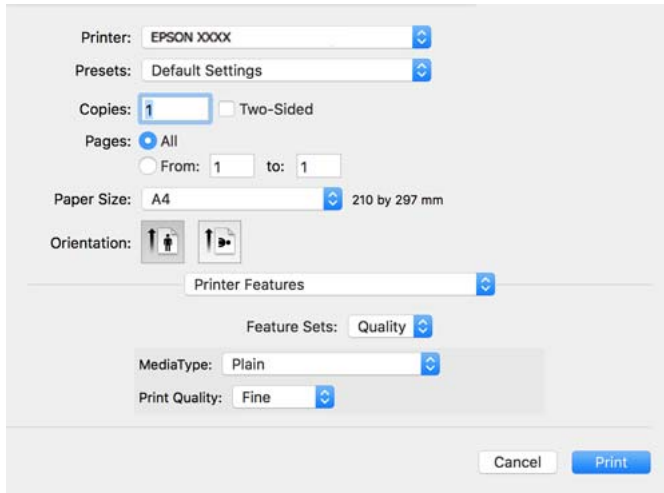 Printer: EPSON XXXX
Presets: Default Settings
Copies: 1 Two-Sided
Pages: All
From: 1 to: 1
Paper Size: A4 210 by 297 mm
Orientation:
Printer Features
Feature Sets: Quality
MediaType: Plain
Print Quality: Fine
Cancel Print